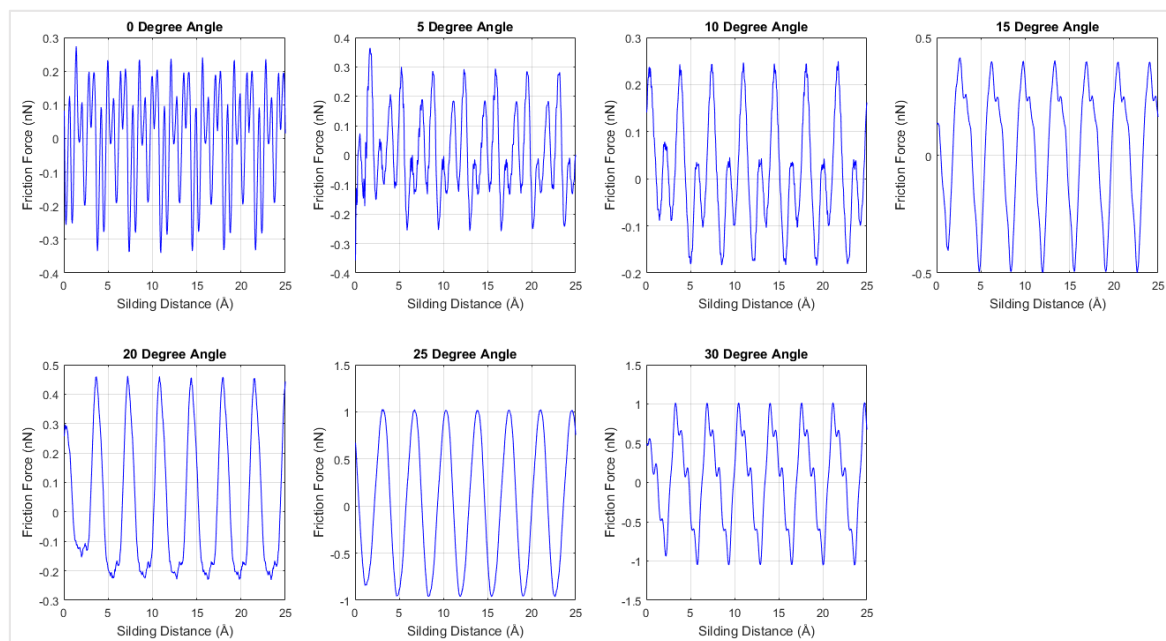 0 Degree Angle
0.3
0.2
0.1
0
-0.1
-0.2
-0.3
-0.4
Friction Force (nN)
0 5 10 15 20 25
Silding Distance (Å)
5 Degree Angle
0.4
0.3
0.2
0.1
0
-0.1
-0.2
-0.3
-0.4
Friction Force (nN)
0 5 10 15 20 25
Silding Distance (Å)
10 Degree Angle
0.3
0.2
0.1
0
-0.1
-0.2
Friction Force (nN)
0 5 10 15 20 25
Silding Distance (Å)
15 Degree Angle
0.5
0
-0.5
Friction Force (nN)
0 5 10 15 20 25
Silding Distance (Å)
20 Degree Angle
0.5
0.4
0.3
0.2
0.1
0
-0.1
-0.2
-0.3
Friction Force (nN)
0 5 10 15 20 25
Silding Distance (Å)
25 Degree Angle
1.5
1
0.5
0
-0.5
-1
Friction Force (nN)
0 5 10 15 20 25
Silding Distance (Å)
30 Degree Angle
1.5
1
0.5
0
-0.5
-1
-1.5
Friction Force (nN)
0 5 10 15 20 25
Silding Distance (Å)